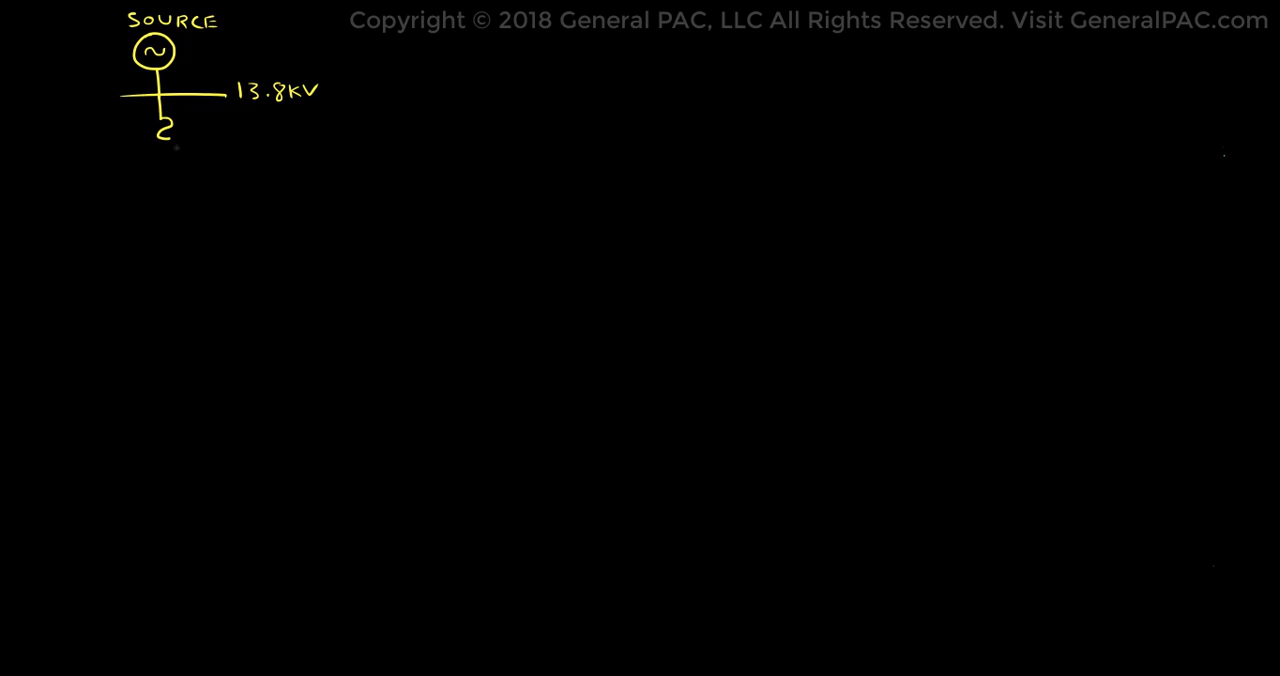 SOURCE
Copyright © 2018 General PAC, LLC All Rights Reserved. Visit GeneralPAC.com
~
13.8KV